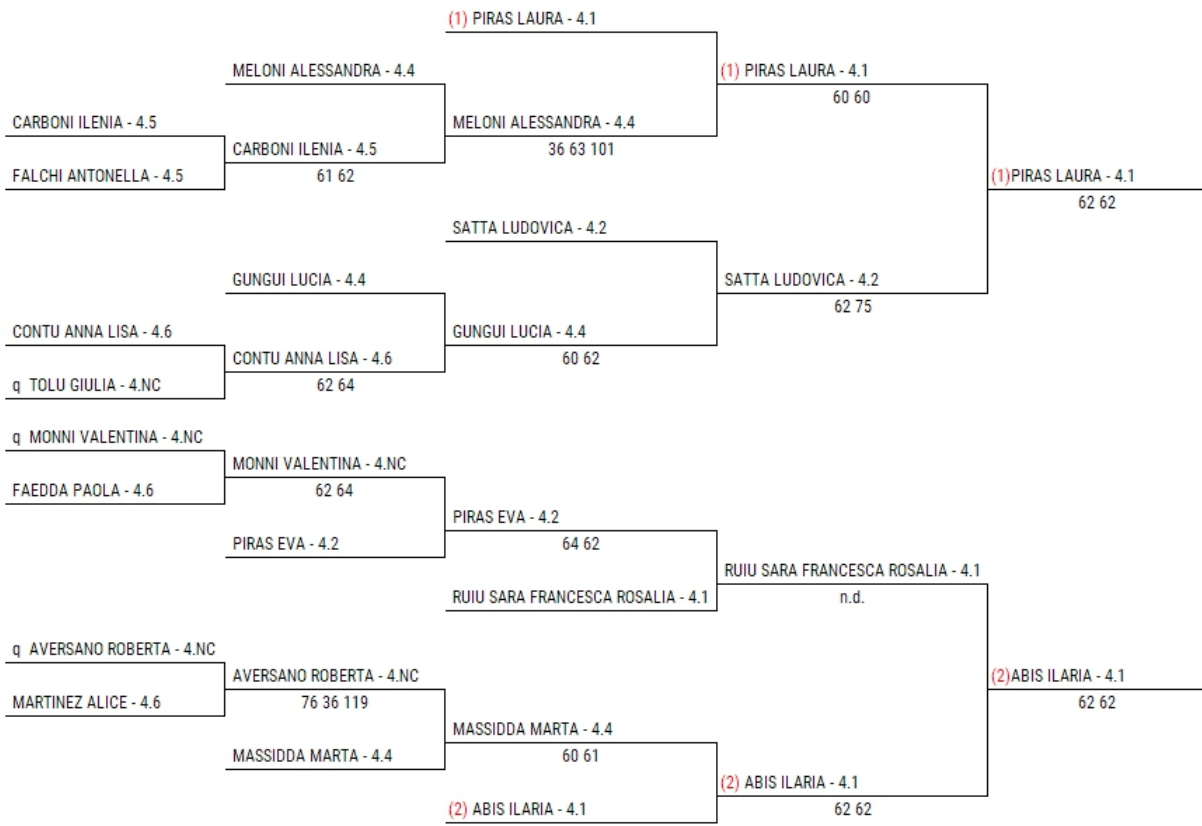 (1) PIRAS LAURA - 4.1
MELONI ALESSANDRA - 4.4
(1) PIRAS LAURA - 4.1
60 60
CARBONI ILENIA - 4.5
MELONI ALESSANDRA - 4.4
36 63 101
CARBONI ILENIA - 4.5
61 62
FALCHI ANTONELLA - 4.5
(1)PIRAS LAURA - 4.1
62 62
SATTA LUDOVICA - 4.2
GUNGUI LUCIA - 4.4
SATTA LUDOVICA - 4.2
62 75
CONTU ANNA LISA - 4.6
GUNGUI LUCIA - 4.4
60 62
CONTU ANNA LISA - 4.6
62 64
q TOLU GIULIA - 4.NC
q MONNI VALENTINA - 4.NC
MONNI VALENTINA - 4.NC
62 64
FAEDDA PAOLA - 4.6
PIRAS EVA - 4.2
64 62
PIRAS EVA - 4.2
RUIU SARA FRANCESCA ROSALIA - 4.1
n.d.
RUIU SARA FRANCESCA ROSALIA - 4.1
q AVERSANO ROBERTA - 4.NC
AVERSANO ROBERTA - 4.NC
76 36 119
(2)ABIS ILARIA - 4.1
62 62
MARTINEZ ALICE - 4.6
MASSIDDA MARTA - 4.4
60 61
MASSIDDA MARTA - 4.4
(2) ABIS ILARIA - 4.1
62 62
(2) ABIS ILARIA - 4.1